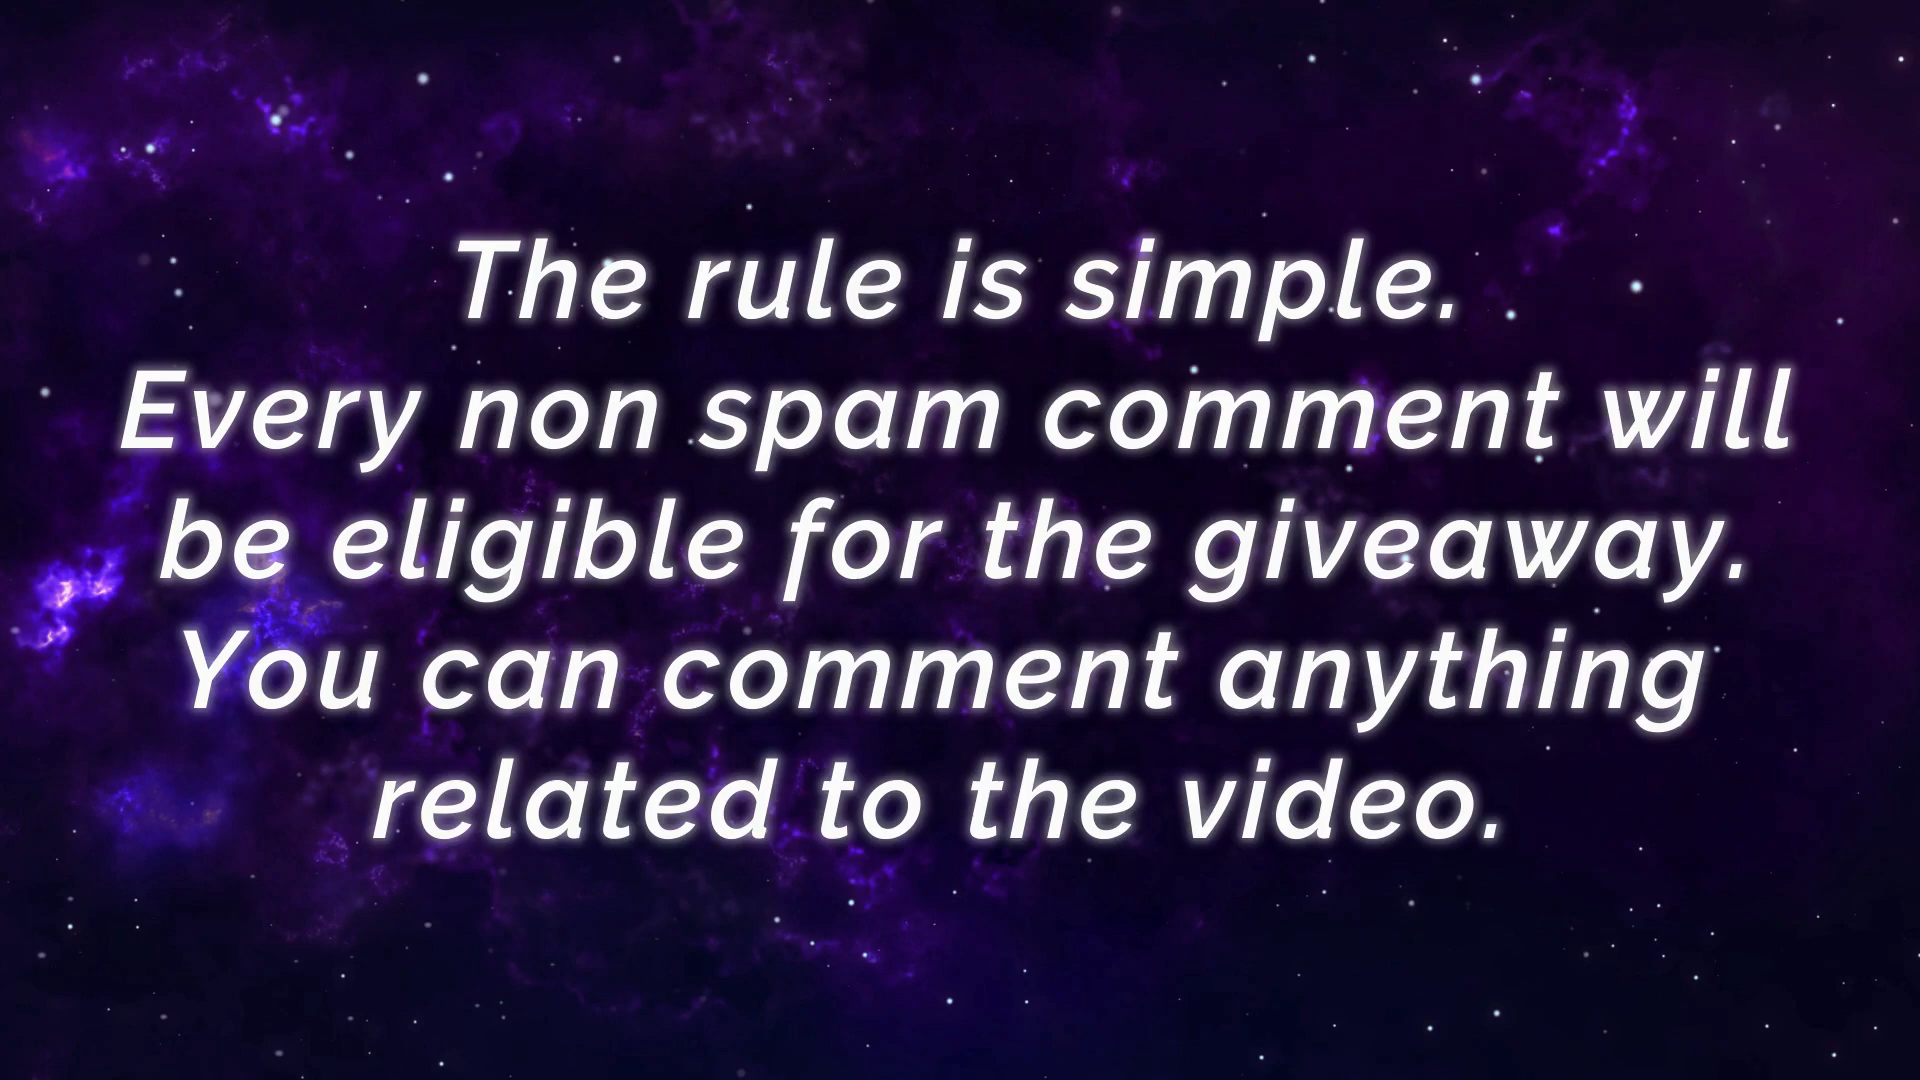 The rule is simple.
Every non spam comment will
be eligible for the giveaway.
You can comment anything
related to the video.